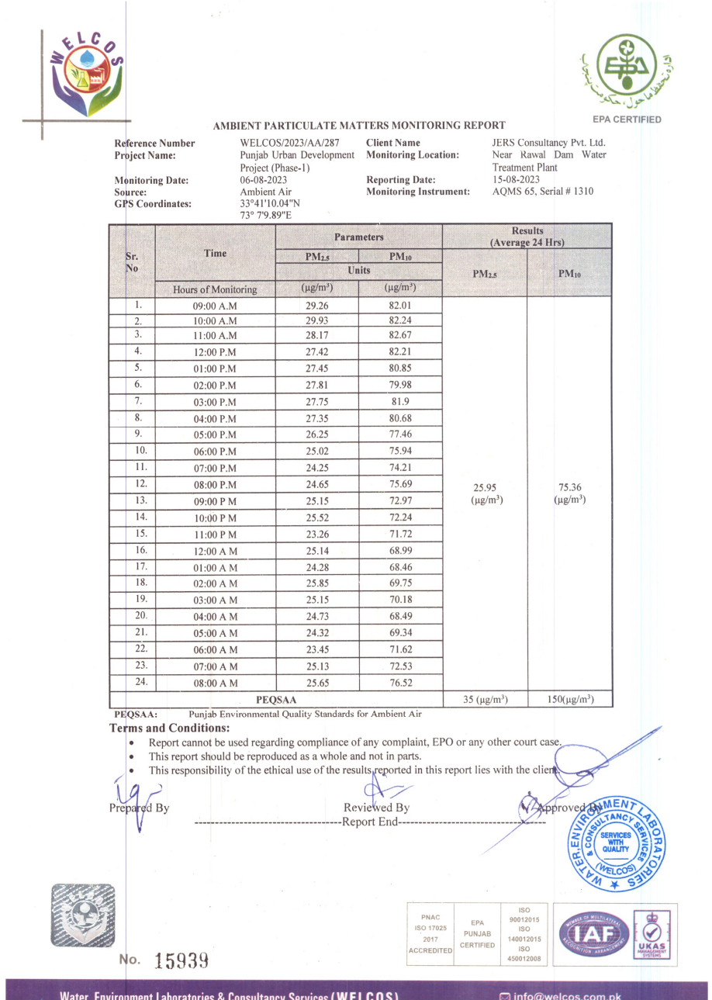 WELCOS
ادارہ تحفظ ماحول، حکومت پنجاب
EPA CERTIFIED
AMBIENT PARTICULATE MATTERS MONITORING REPORT
Reference Number WELCOS/2023/AA/287 Client Name JERS Consultancy Pvt. Ltd.
Project Name: Punjab Urban Development Monitoring Location: Near Rawal Dam Water
Project (Phase-1) Treatment Plant
Monitoring Date: 06-08-2023 Reporting Date: 15-08-2023
Source: Ambient Air Monitoring Instrument: AQMS 65, Serial # 1310
GPS Coordinates: 33°41'10.04"N
73° 7'9.89"E
Sr. No Time Parameters Results (Average 24 Hrs)
PM2.5 PM10
Units PM2.5 PM10
Hours of Monitoring (µg/m³) (µg/m³)
1. 09:00 A.M 29.26 82.01
2. 10:00 A.M 29.93 82.24
3. 11:00 A.M 28.17 82.67
4. 12:00 P.M 27.42 82.21
5. 01:00 P.M 27.45 80.85
6. 02:00 P.M 27.81 79.98
7. 03:00 P.M 27.75 81.9
8. 04:00 P.M 27.35 80.68
9. 05:00 P.M 26.25 77.46
10. 06:00 P.M 25.02 75.94
11. 07:00 P.M 24.25 74.21
12. 08:00 P.M 24.65 75.69 25.95 75.36
13. 09:00 P M 25.15 72.97 (µg/m³) (µg/m³)
14. 10:00 P M 25.52 72.24
15. 11:00 P M 23.26 71.72
16. 12:00 A M 25.14 68.99
17. 01:00 A M 24.28 68.46
18. 02:00 A M 25.85 69.75
19. 03:00 A M 25.15 70.18
20. 04:00 A M 24.73 68.49
21. 05:00 A M 24.32 69.34
22. 06:00 A M 23.45 71.62
23. 07:00 A M 25.13 72.53
24. 08:00 A M 25.65 76.52
PEQSAA 35 (µg/m³) 150(µg/m³)
PEQSAA: Punjab Environmental Quality Standards for Ambient Air
Terms and Conditions:
• Report cannot be used regarding compliance of any complaint, EPO or any other court case.
• This report should be reproduced as a whole and not in parts.
• This responsibility of the ethical use of the results reported in this report lies with the client.
Prepared By Reviewed By Approved By
------------------------------------Report End------------------------------------
WATER, ENVIRONMENT LABORATORIES
& CONSULTANCY SERVICES
SERVICES
WITH
QUALITY
(WELCOS)
WELCOS
PNAC
ISO 17025
2017
ACCREDITED
EPA
PUNJAB
CERTIFIED
ISO
90012015
ISO
140012015
ISO
450012008
MEMBER OF MULTILATERAL
IAF
RECOGNITION ARRANGEMENT
UKAS
MANAGEMENT
SYSTEMS
No. 15939
Water, Environment Laboratories & Consultancy Services (WELCOS) info@welcos.com.pk